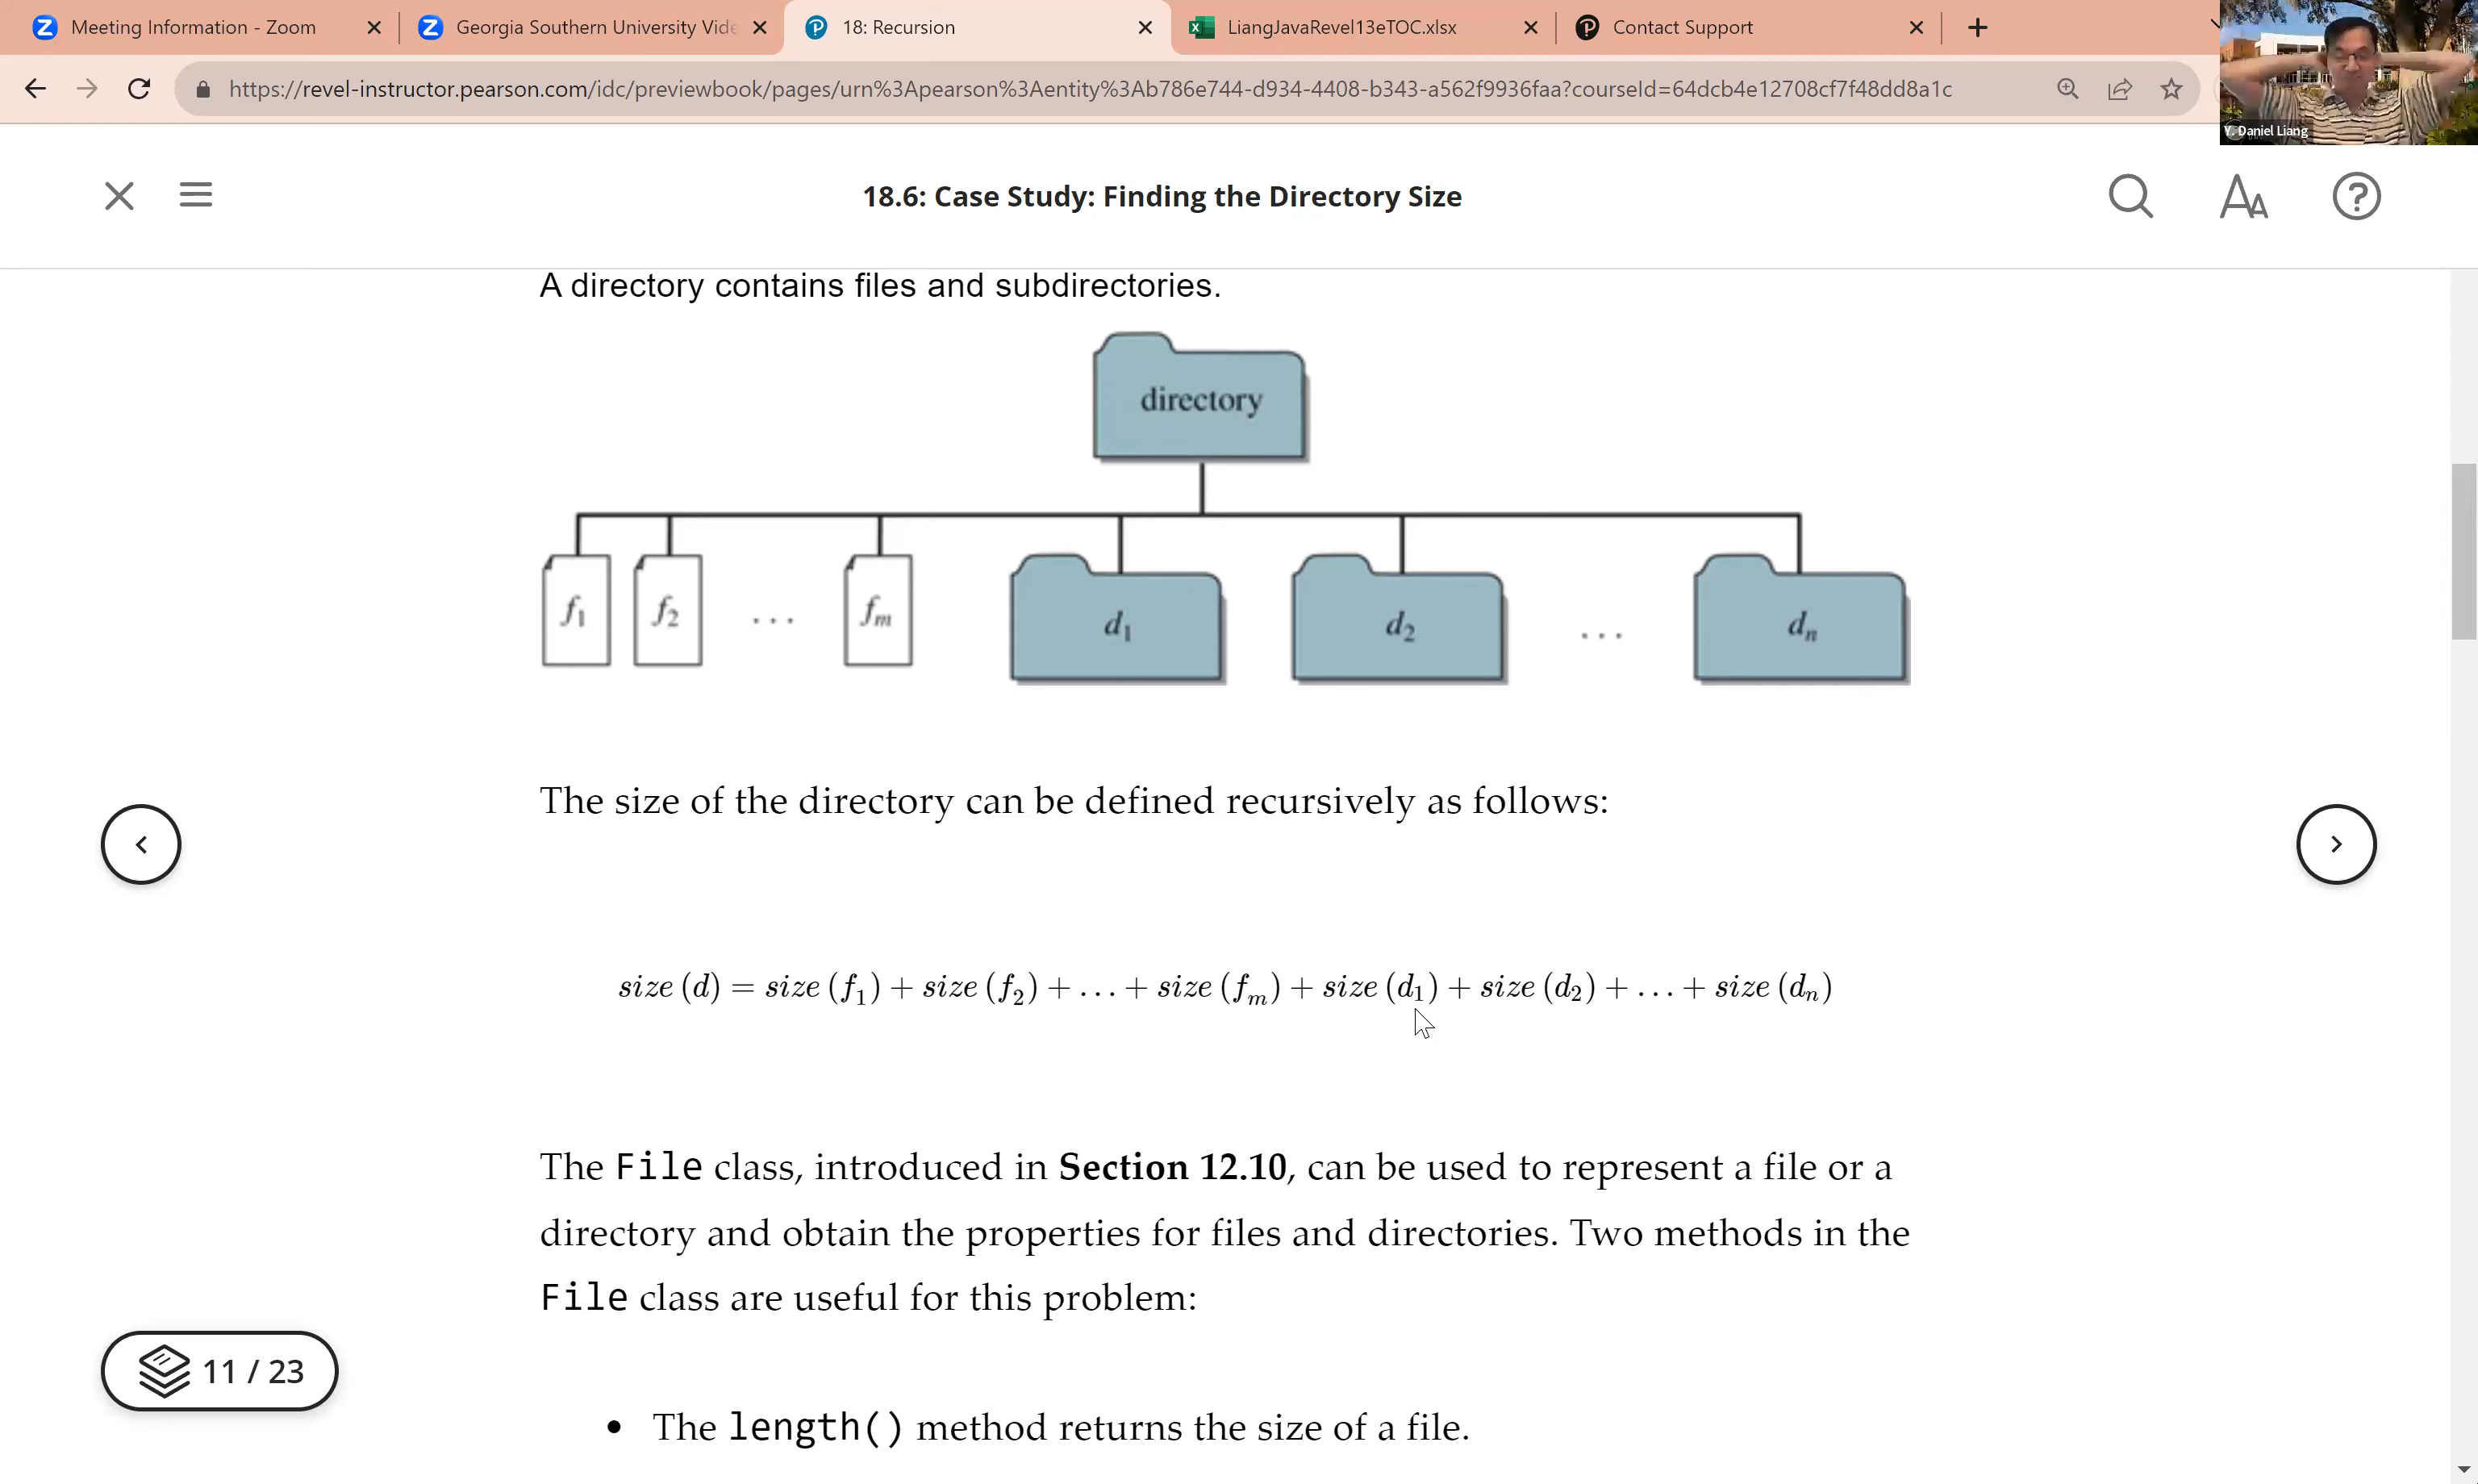 Meeting Information - Zoom
Georgia Southern University Vide
18: Recursion
LiangJavaRevel13eTOC.xlsx
Contact Support
https://revel-instructor.pearson.com/idc/previewbook/pages/urn%3Apearson%3Aentity%3Ab786e744-d934-4408-b343-a562f9936faa?courseId=64dcb4e12708cf7f48dd8a1c
Y. Daniel Liang
18.6: Case Study: Finding the Directory Size
A directory contains files and subdirectories.
directory
f₁ f₂ ... fₘ d₁ d₂ ... dₙ
The size of the directory can be defined recursively as follows:
size (d) = size (f₁) + size (f₂) + ... + size (fₘ) + size (d₁) + size (d₂) + ... + size (dₙ)
The File class, introduced in Section 12.10, can be used to represent a file or a
directory and obtain the properties for files and directories. Two methods in the
File class are useful for this problem:
11 / 23
• The length() method returns the size of a file.